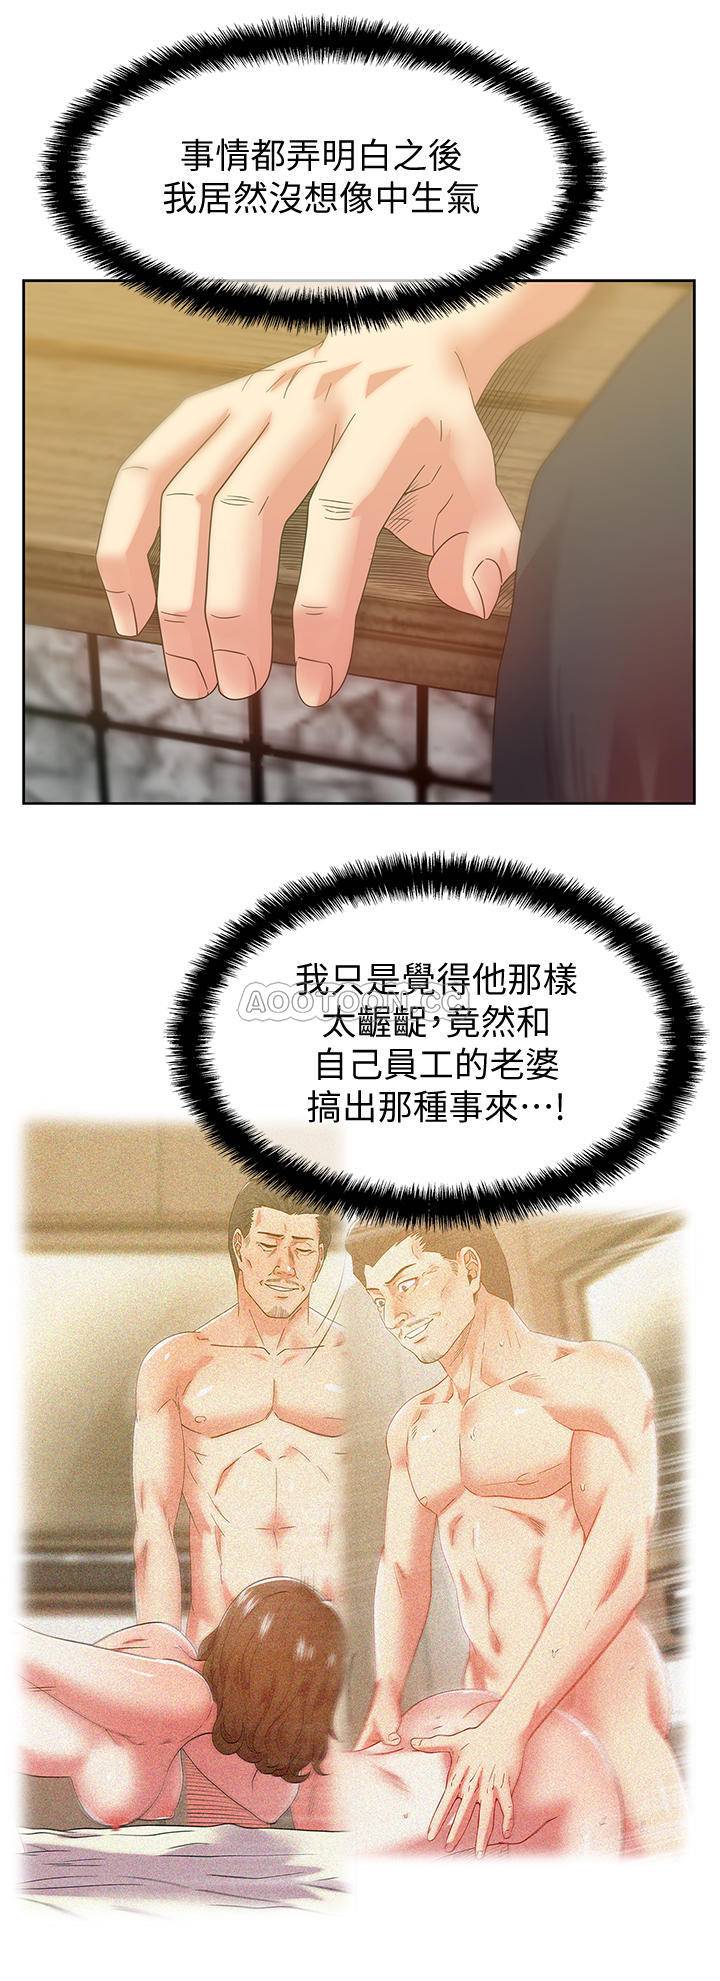 事情都弄明白之後
我居然沒想像中生氣
我只是覺得他那樣
AOOTOON.CC
太齷齪，竟然和
自己員工的老婆
搞出那種事來⋯!